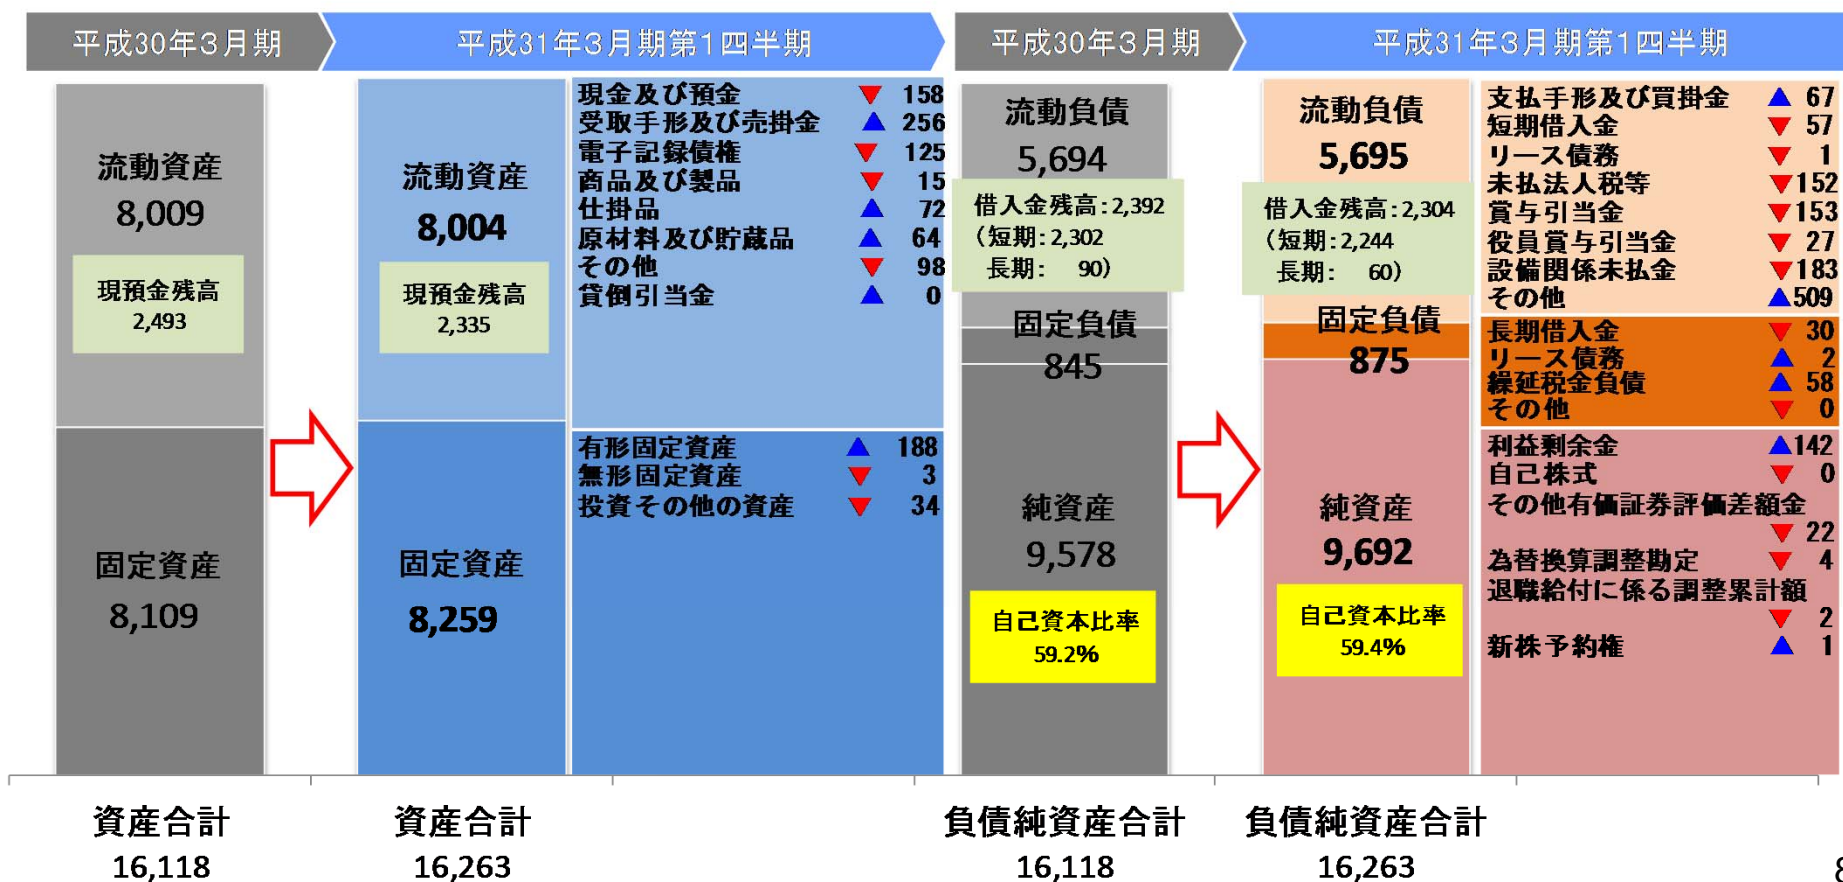 平成30年3月期
平成31年3月期第1四半期
平成30年3月期
平成31年3月期第1四半期
流動資産
8,009
現預金残高
2,493
固定資産
8,109
流動資産
8,004
現預金残高
2,335
固定資産
8,259
現金及び預金 ▼ 158
受取手形及び売掛金 ▲ 256
電子記録債権 ▼ 125
商品及び製品 ▼ 15
仕掛品 ▲ 72
原材料及び貯蔵品 ▲ 64
その他 ▼ 98
貸倒引当金 ▲ 0
有形固定資産 ▲ 188
無形固定資産 ▼ 3
投資その他の資産 ▼ 34
流動負債
5,694
借入金残高:2,392
(短期:2,302
長期: 90)
固定負債
845
純資産
9,578
自己資本比率
59.2%
流動負債
5,695
借入金残高:2,304
(短期:2,244
長期: 60)
固定負債
875
純資産
9,692
自己資本比率
59.4%
支払手形及び買掛金 ▲ 67
短期借入金 ▼ 57
リース債務 ▼ 1
未払法人税等 ▼152
賞与引当金 ▼153
役員賞与引当金 ▼ 27
設備関係未払金 ▼183
その他 ▲509
長期借入金 ▼ 30
リース債務 ▲ 2
繰延税金負債 ▲ 58
その他 ▼ 0
利益剰余金 ▲142
自己株式 ▼ 0
その他有価証券評価差額金
▼ 22
為替換算調整勘定 ▼ 4
退職給付に係る調整累計額
▼ 2
新株予約権 ▲ 1
資産合計
16,118
資産合計
16,263
負債純資産合計
16,118
負債純資産合計
16,263